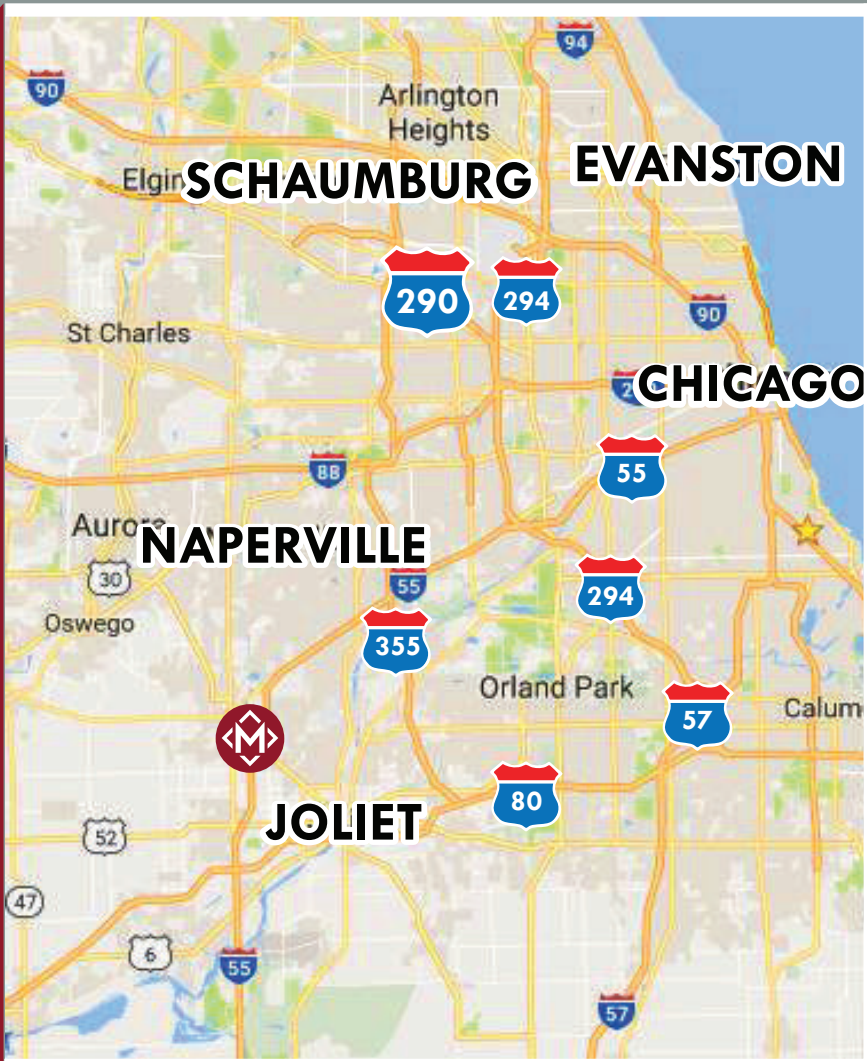 94
90
Arlington
Heights
EVANSTON
Elgin
SCHAUMBURG
290
294
90
St Charles
CHICAGO
55
88
Aurora
NAPERVILLE
30
55
294
Oswego
355
Orland Park
57
Calum
M
80
52
JOLIET
47
6
55
57